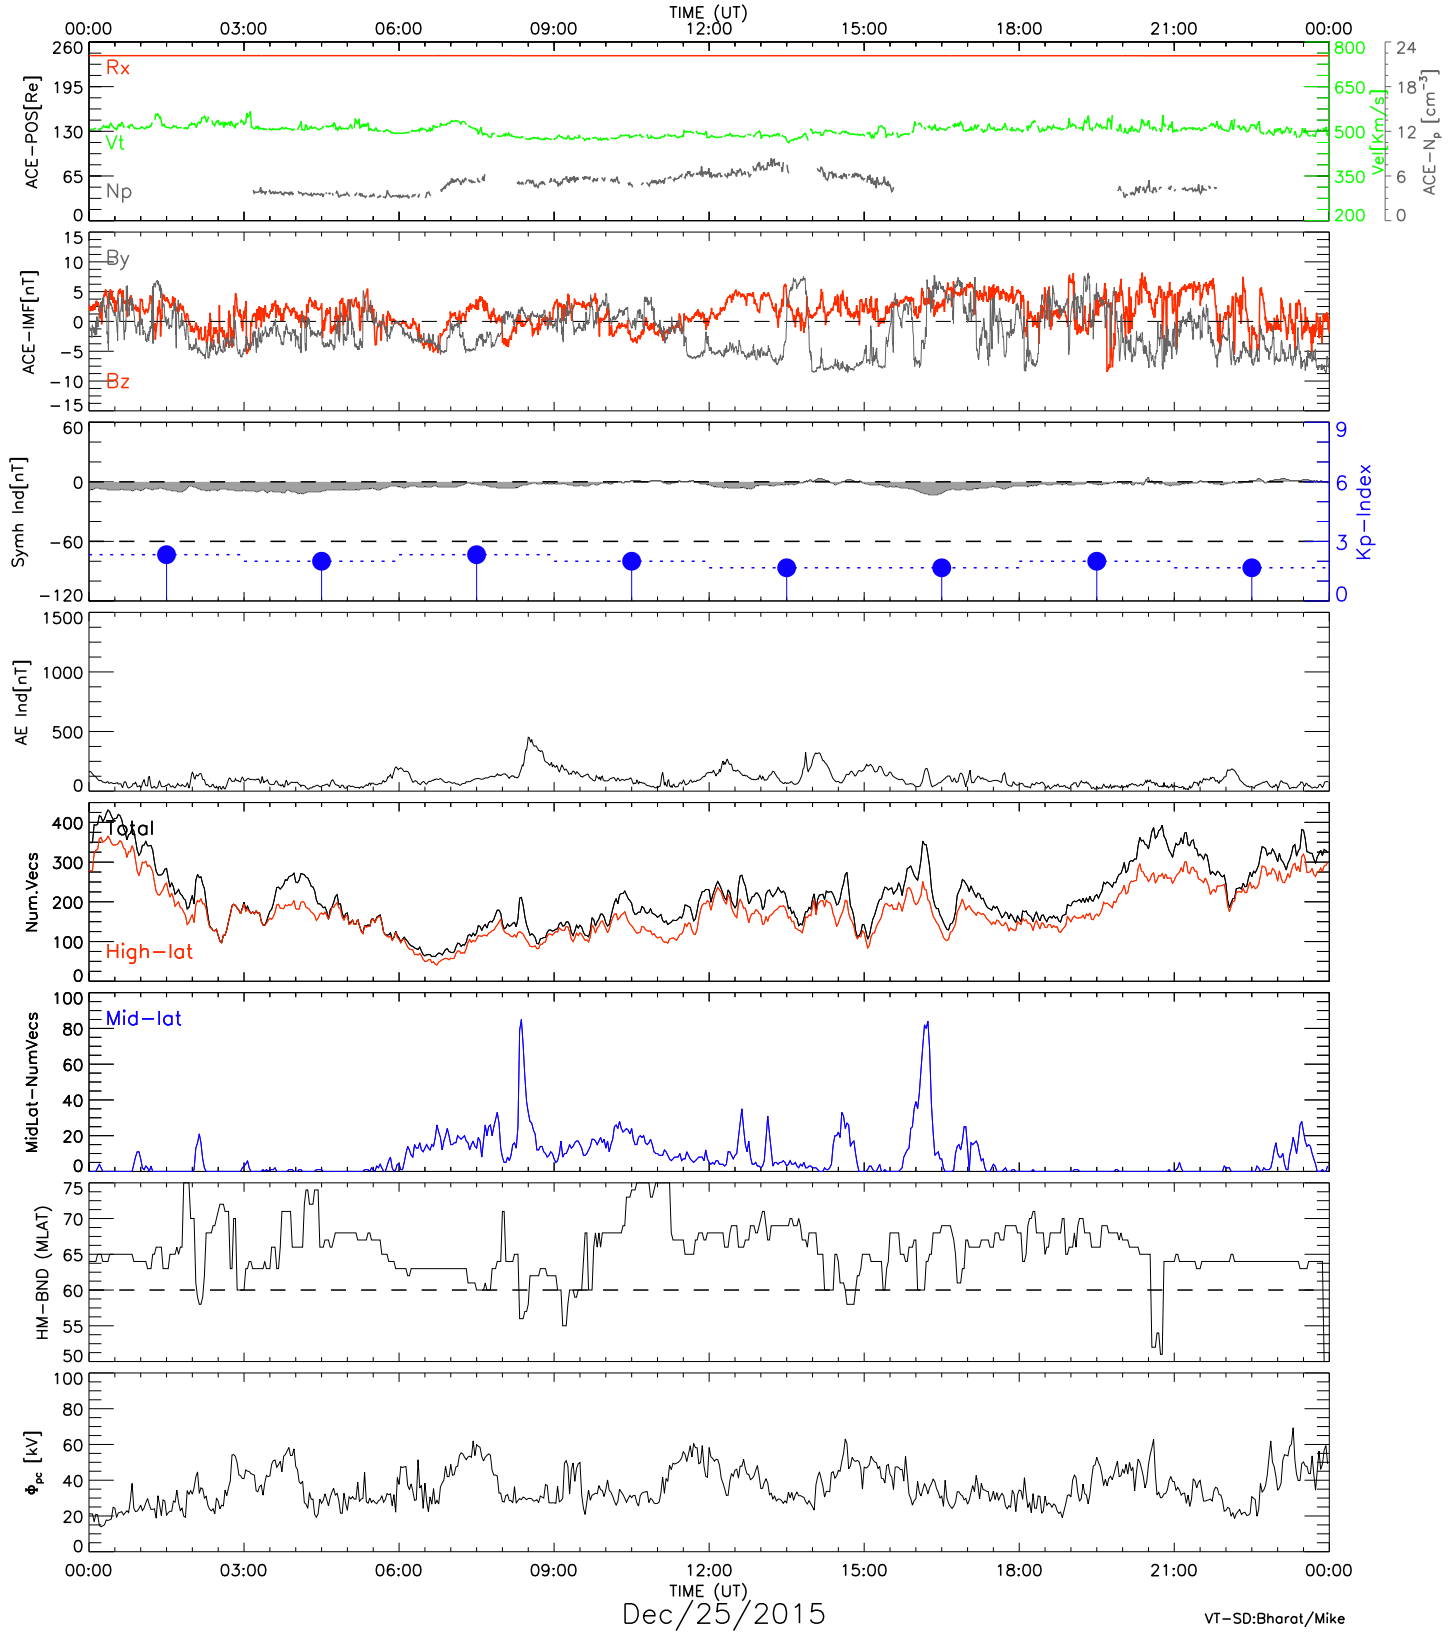 TIME (UT)
00:00 03:00 06:00 09:00 12:00 15:00 18:00 21:00 00:00
ACE-POS[Re]
260
195
130
65
0
Rx
Vt
Np
800
650
500
350
200
Vel[Km/s]
24
18
12
6
0
ACE-Np [cm-3]
ACE-IMF[nT]
15
10
5
0
-5
-10
-15
By
Bz
Symh Ind[nT]
60
0
-60
-120
9
6
3
0
Kp-Index
AE Ind[nT]
1500
1000
500
0
Num.Vecs
400
300
200
100
0
Total
High-lat
MidLat-NumVecs
100
80
60
40
20
0
Mid-lat
HM-BND (MLAT)
75
70
65
60
55
50
Φpc [kV]
100
80
60
40
20
0
00:00 03:00 06:00 09:00 12:00 15:00 18:00 21:00 00:00
TIME (UT)
Dec/25/2015
VT-SD:Bharat/Mike